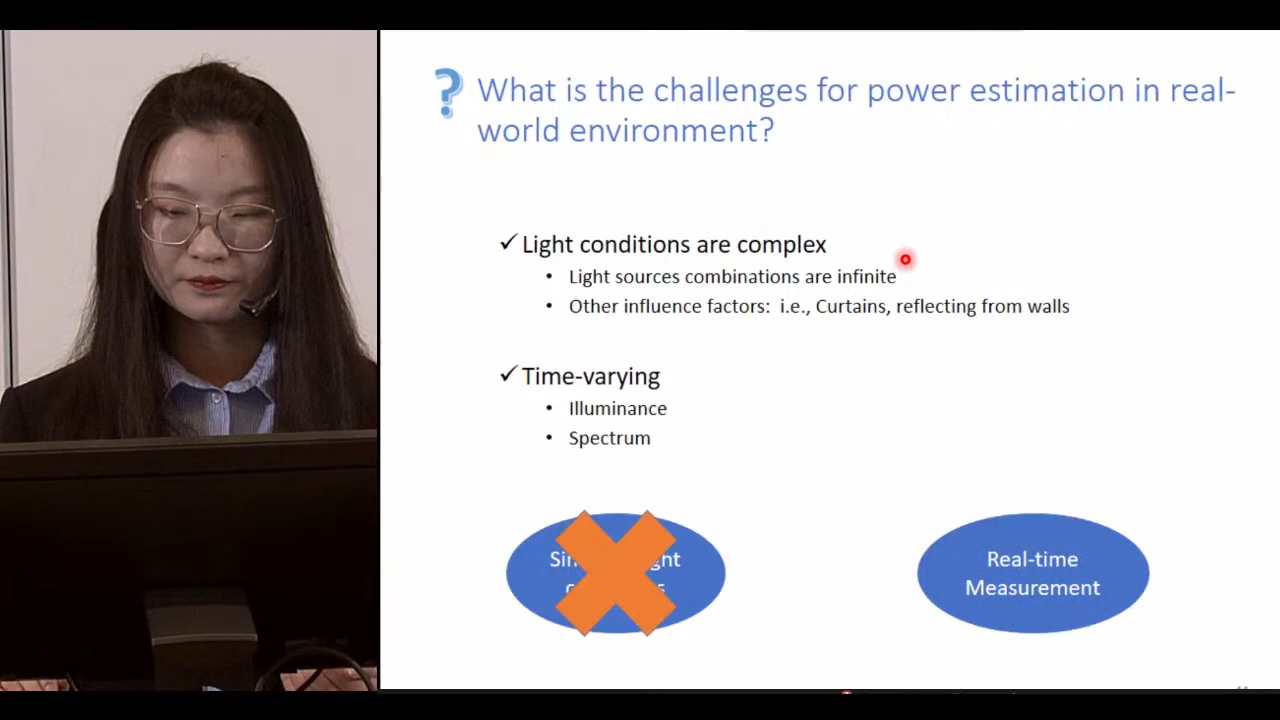 What is the challenges for power estimation in real-
world environment?
Light conditions are complex
Light sources combinations are infinite
Other influence factors: i.e., Curtains, reflecting from walls
Time-varying
Illuminance
Spectrum
Real-time
Measurement